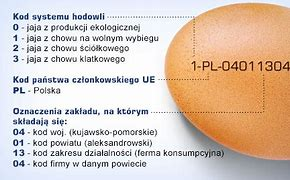 Kod systemu hodowli
0 - jaja z produkcji ekologicznej
1 - jaja z chowu na wolnym wybiegu
2 - jaja z chowu ściółkowego
3 - jaja z chowu klatkowego
Kod państwa członkowskiego UE
PL - Polska
Oznaczenia zakładu, na którym
składają się:
04 - kod woj. (kujawsko-pomorskie)
01 - kod powiatu (aleksandrowski)
13 - kod zakresu działalności (ferma konsumpcyjna)
04 - kod firmy w danym powiecie
1-PL-04011304